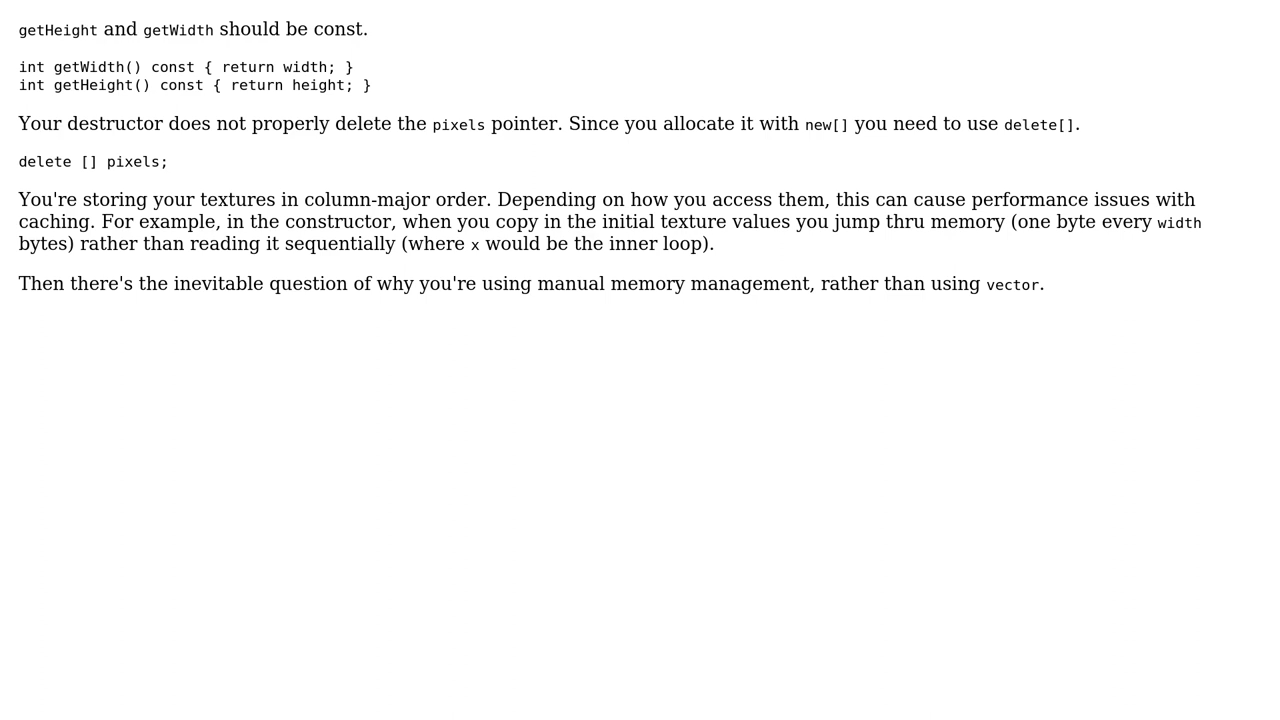 getHeight and getWidth should be const.
int getWidth() const { return width; }
int getHeight() const { return height; }
Your destructor does not properly delete the pixels pointer. Since you allocate it with new[] you need to use delete[].
delete [] pixels;
You're storing your textures in column-major order. Depending on how you access them, this can cause performance issues with
caching. For example, in the constructor, when you copy in the initial texture values you jump thru memory (one byte every width
bytes) rather than reading it sequentially (where x would be the inner loop).
Then there's the inevitable question of why you're using manual memory management, rather than using vector.